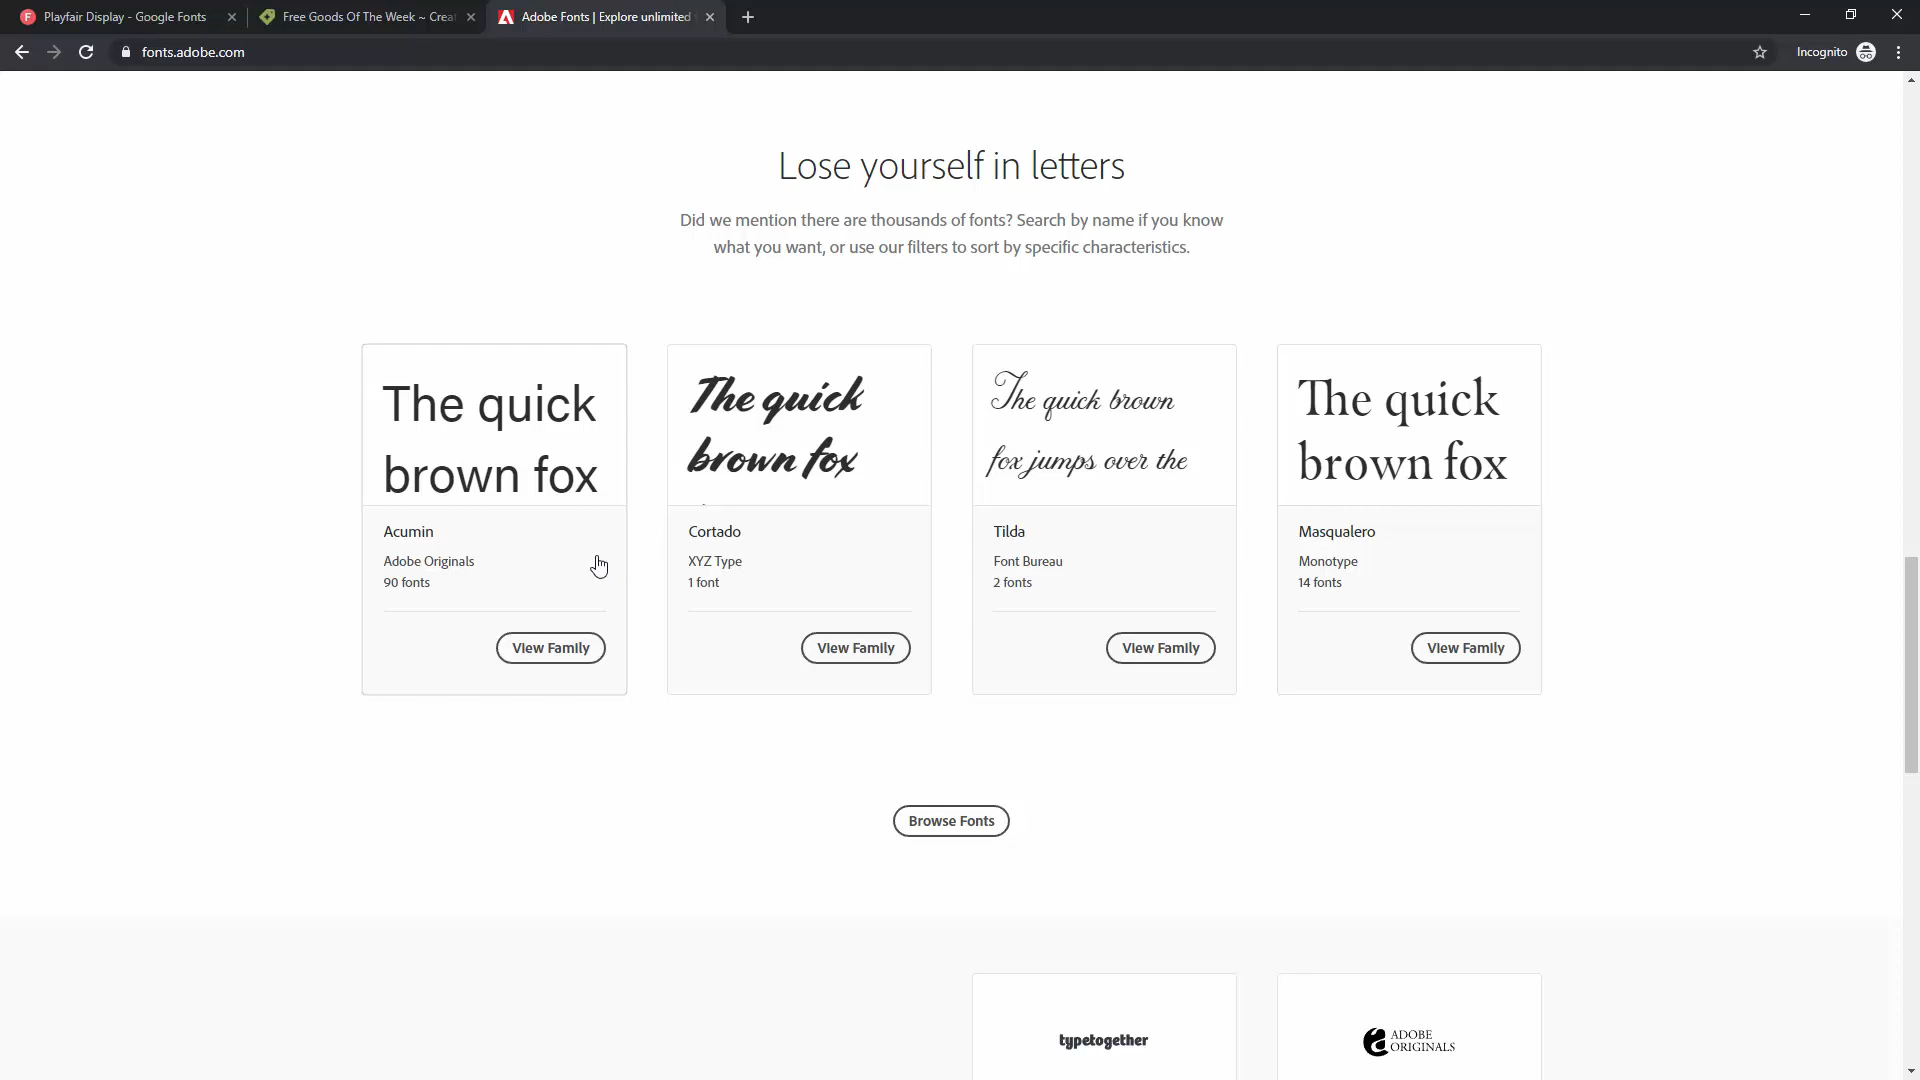 Playfair Display - Google Fonts
Free Goods Of The Week ~ Crea
Adobe Fonts | Explore unlimited
fonts.adobe.com
Incognito
Lose yourself in letters
Did we mention there are thousands of fonts? Search by name if you know
what you want, or use our filters to sort by specific characteristics.
The quick
brown fox
Acumin
Adobe Originals
90 fonts
View Family
The quick
brown fox
Cortado
XYZ Type
1 font
View Family
The quick brown
fox jumps over the
Tilda
Font Bureau
2 fonts
View Family
The quick
brown fox
Masqualero
Monotype
14 fonts
View Family
Browse Fonts
typetogether
ADOBE
ORIGINALS